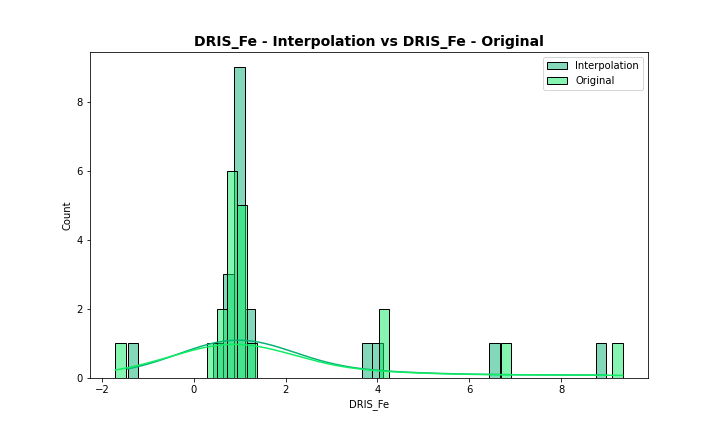 DRIS_Fe - Interpolation vs DRIS_Fe - Original
Interpolation
Original
Count
8
6
4
2
0
−2
0
2
4
6
8
DRIS_Fe